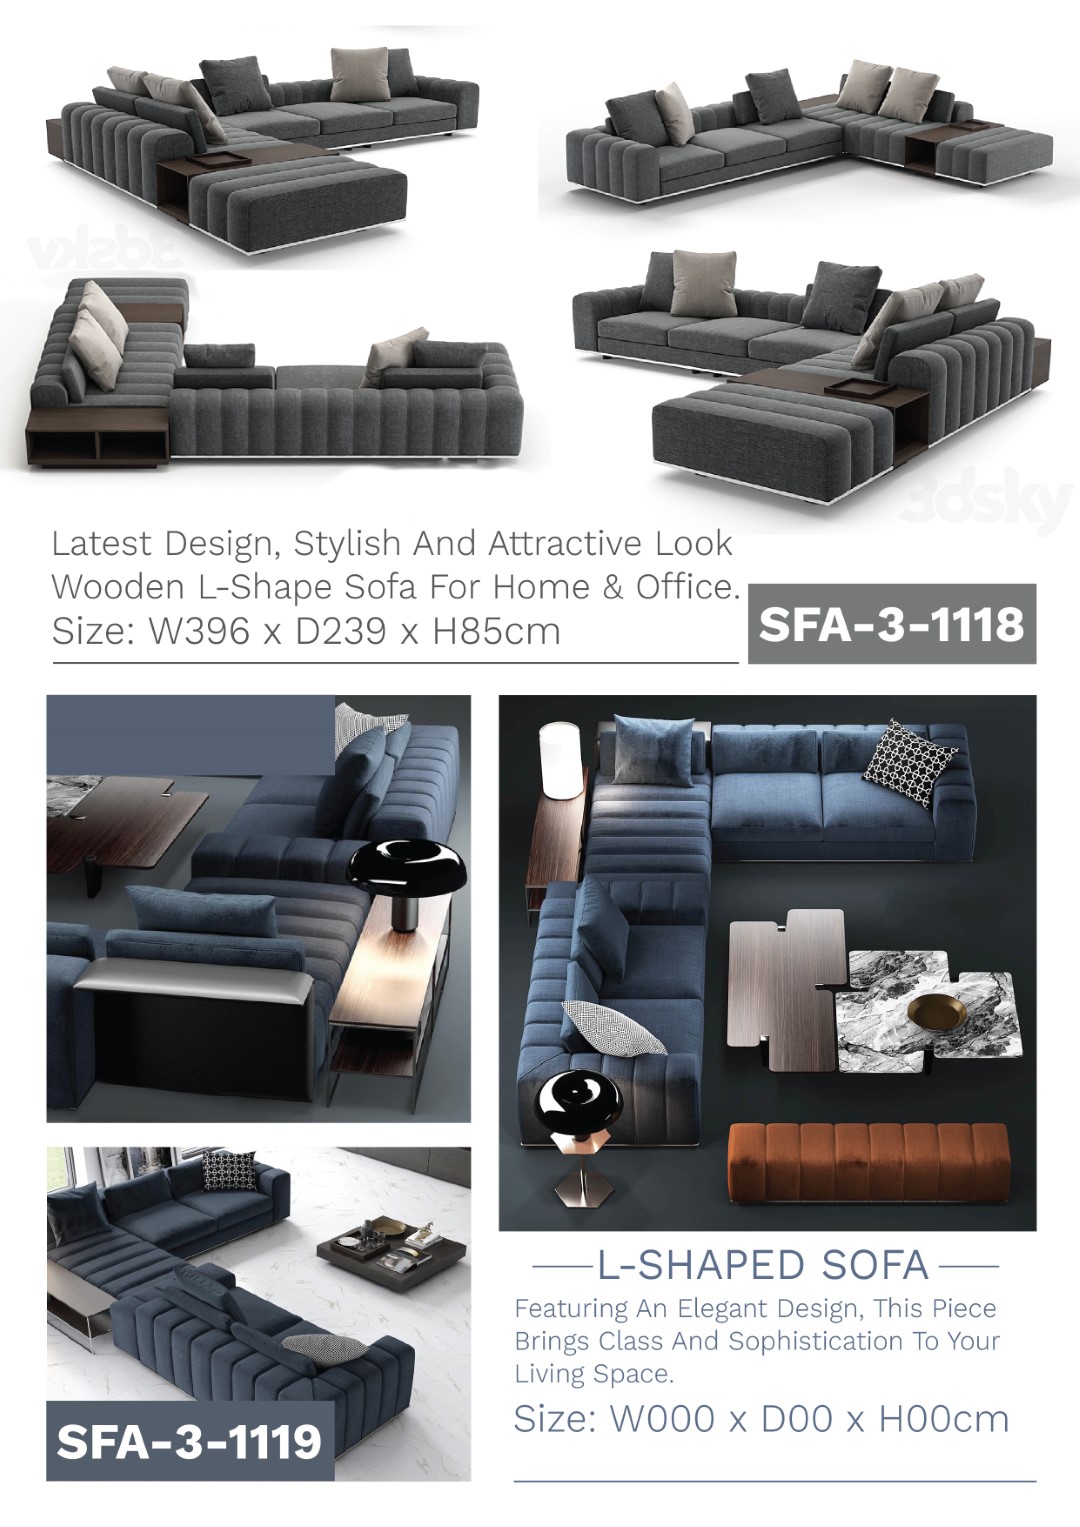 3dsky
3dsky
Latest Design, Stylish And Attractive Look
Wooden L-Shape Sofa For Home & Office.
Size: W396 x D239 x H85cm
SFA-3-1118
L-SHAPED SOFA
Featuring An Elegant Design, This Piece
Brings Class And Sophistication To Your
Living Space.
Size: W000 x D00 x H00cm
SFA-3-1119